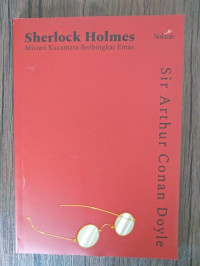 Sherlock Holmes
Misteri Kacamata Berbingkai Emas
Sir Arthur Conan Doyle